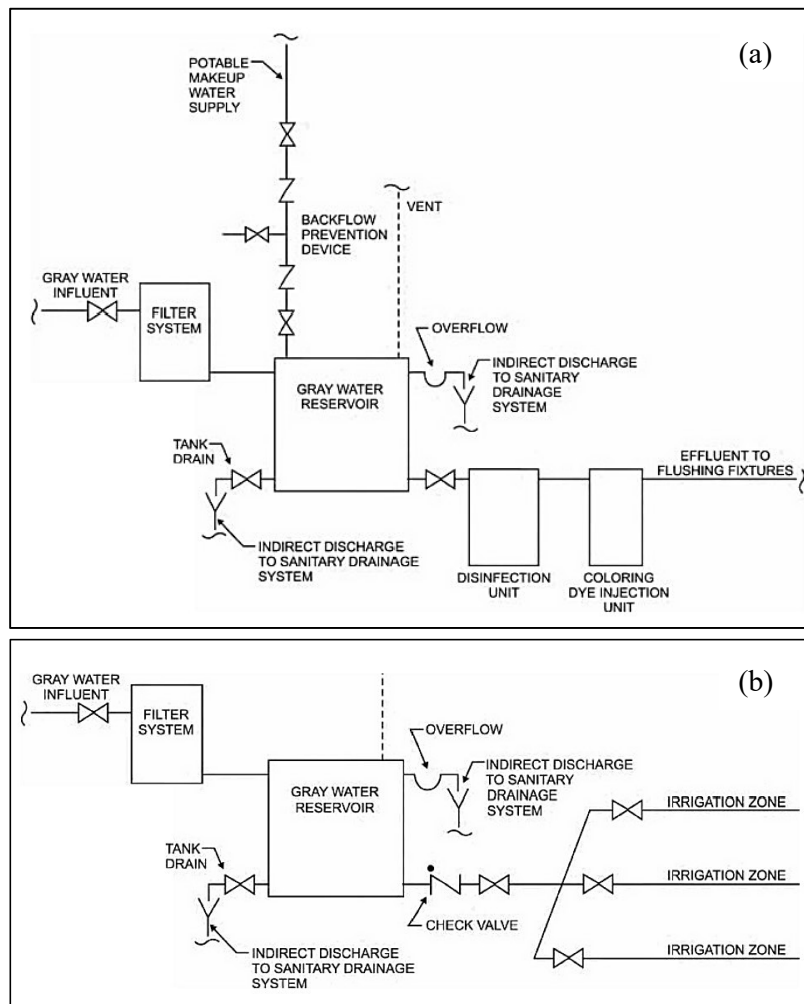 (a)
POTABLE
MAKEUP
WATER
SUPPLY
VENT
BACKFLOW
PREVENTION
DEVICE
GRAY WATER
INFLUENT
FILTER
SYSTEM
OVERFLOW
GRAY WATER
RESERVOIR
INDIRECT DISCHARGE
TO SANITARY
DRAINAGE
SYSTEM
TANK
DRAIN
EFFLUENT TO
FLUSHING FIXTURES
INDIRECT DISCHARGE
TO SANITARY DRAINAGE
SYSTEM
DISINFECTION
UNIT
COLORING
DYE INJECTION
UNIT
(b)
GRAY WATER
INFLUENT
FILTER
SYSTEM
OVERFLOW
GRAY WATER
RESERVOIR
INDIRECT DISCHARGE
TO SANITARY
DRAINAGE
SYSTEM
IRRIGATION ZONE
TANK
DRAIN
IRRIGATION ZONE
CHECK VALVE
INDIRECT DISCHARGE
TO SANITARY DRAINAGE
SYSTEM
IRRIGATION ZONE